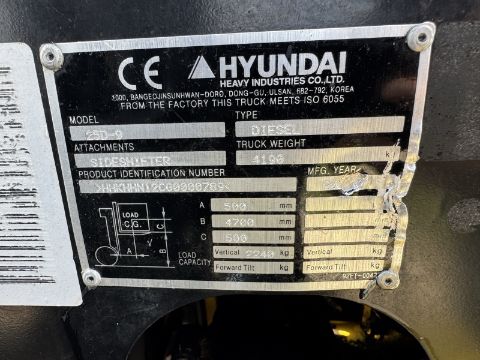 CE HYUNDAI
HEAVY INDUSTRIES CO., LTD.
1000, BANGEOJINSUNHWAN-DORO, DONG-GU, ULSAN, 682-792, KOREA
FROM THE FACTORY THIS TRUCK MEETS ISO 6055
MODEL TYPE
25D-9 DIESEL
ATTACHMENTS TRUCK WEIGHT
SIDESHIFTER 4190 kg
PRODUCT IDENTIFICATION NUMBER MFG. YEAR
A 500 mm
LOAD
C.G.
B 4700 mm
C 500 mm
A B C
LOAD CAPACITY
Vertical 2240 kg Vertical kg
Forward Tilt kg Forward Tilt kg